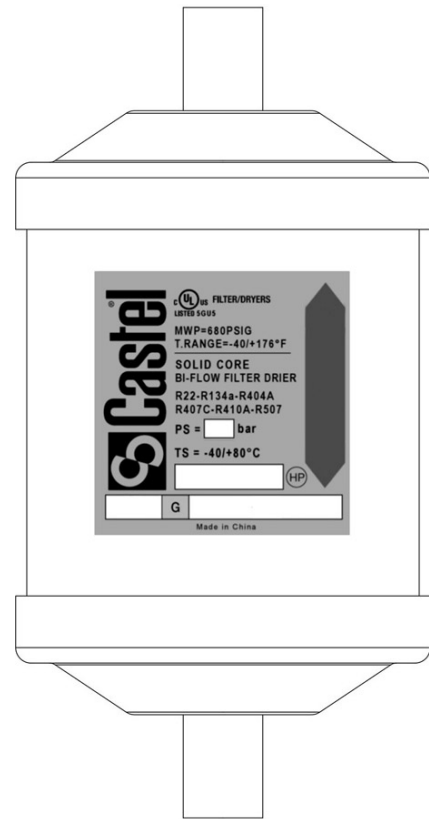 ® Castel
C UL US FILTER/DRYERS
LISTED SGU5
MWP=680PSIG
T.RANGE=-40/+176°F
SOLID CORE
BI-FLOW FILTER DRIER
R22-R134a-R404A
R407C-R410A-R507
PS = bar
TS = -40/+80°C
HP
G
Made in China